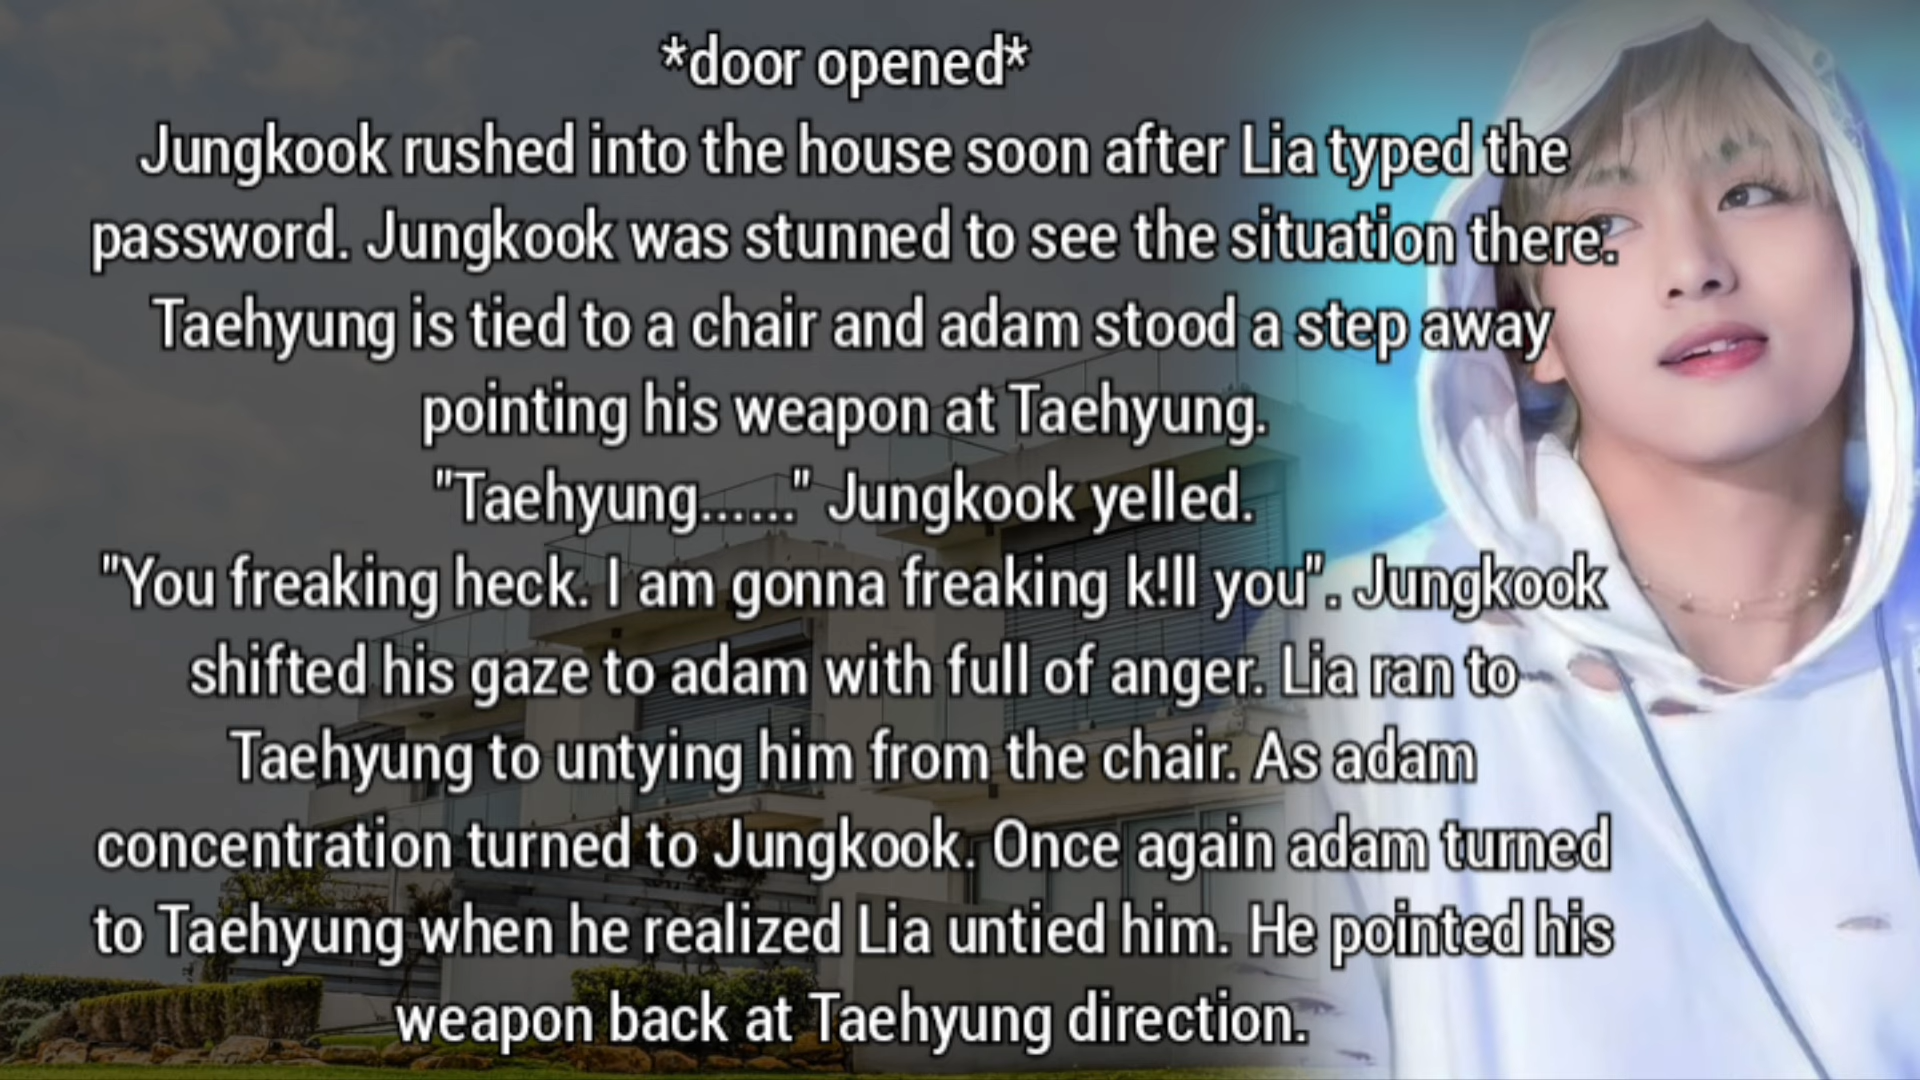 *door opened*
Jungkook rushed into the house soon after Lia typed the
password. Jungkook was stunned to see the situation there.
Taehyung is tied to a chair and adam stood a step away
pointing his weapon at Taehyung.
"Taehyung......" Jungkook yelled.
"You freaking heck. I am gonna freaking k!ll you". Jungkook
shifted his gaze to adam with full of anger. Lia ran to
Taehyung to untying him from the chair. As adam
concentration turned to Jungkook. Once again adam turned
to Taehyung when he realized Lia untied him. He pointed his
weapon back at Taehyung direction.